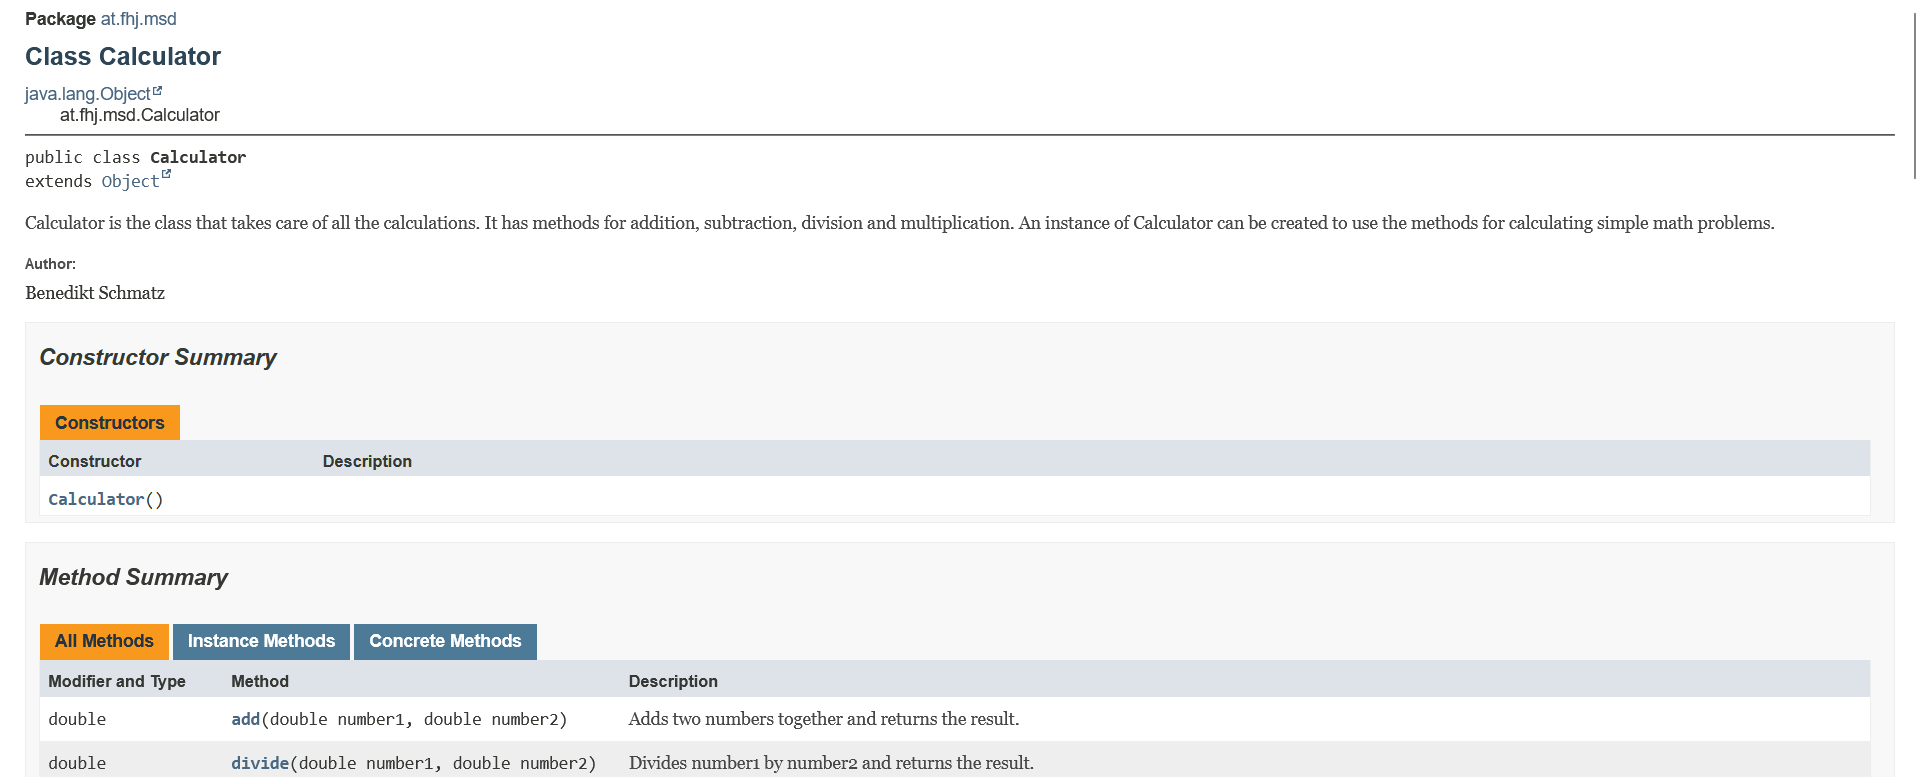 Package at.fhj.msd
Class Calculator
java.lang.Object
at.fhj.msd.Calculator
public class Calculator
extends Object
Calculator is the class that takes care of all the calculations. It has methods for addition, subtraction, division and multiplication. An instance of Calculator can be created to use the methods for calculating simple math problems.
Author:
Benedikt Schmatz
Constructor Summary
Constructors
Constructor Description
Calculator()
Method Summary
All Methods Instance Methods Concrete Methods
Modifier and Type Method Description
double add(double number1, double number2) Adds two numbers together and returns the result.
double divide(double number1, double number2) Divides number1 by number2 and returns the result.